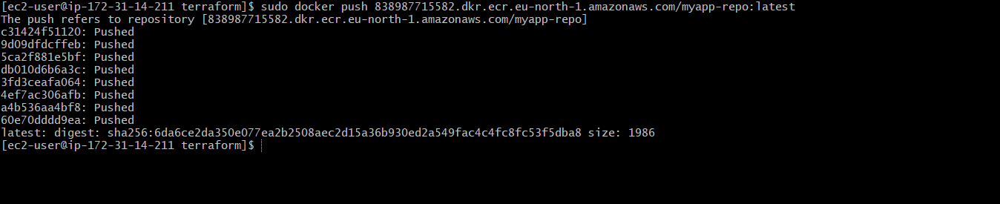 [ec2-user@ip-172-31-14-211 terraform]$ sudo docker push 838987715582.dkr.ecr.eu-north-1.amazonaws.com/myapp-repo:latest
The push refers to repository [838987715582.dkr.ecr.eu-north-1.amazonaws.com/myapp-repo]
c31424f51120: Pushed
9d09dfdcffeb: Pushed
5ca2f881e5bf: Pushed
db010d6b6a3c: Pushed
3fd3ceafa064: Pushed
4ef7ac306afb: Pushed
a4b536aa4bf8: Pushed
60e70dddd9ea: Pushed
latest: digest: sha256:6da6ce2da350e077ea2b2508aec2d15a36b930ed2a549fac4c4fc8fc53f5dba8 size: 1986
[ec2-user@ip-172-31-14-211 terraform]$